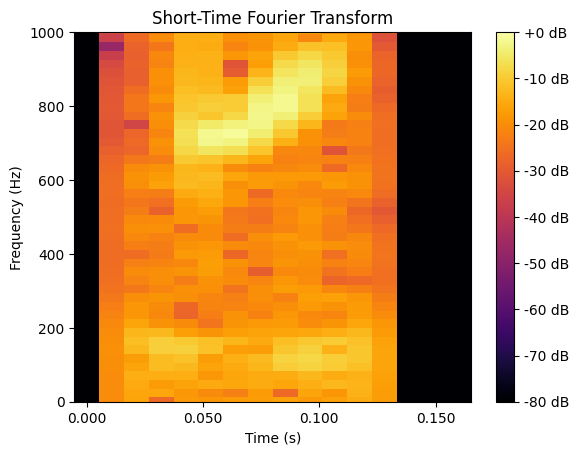 Short-Time Fourier Transform
1000
800
600
400
200
0
Frequency (Hz)
0.000
0.050
0.100
0.150
Time (s)
+0 dB
-10 dB
-20 dB
-30 dB
-40 dB
-50 dB
-60 dB
-70 dB
-80 dB